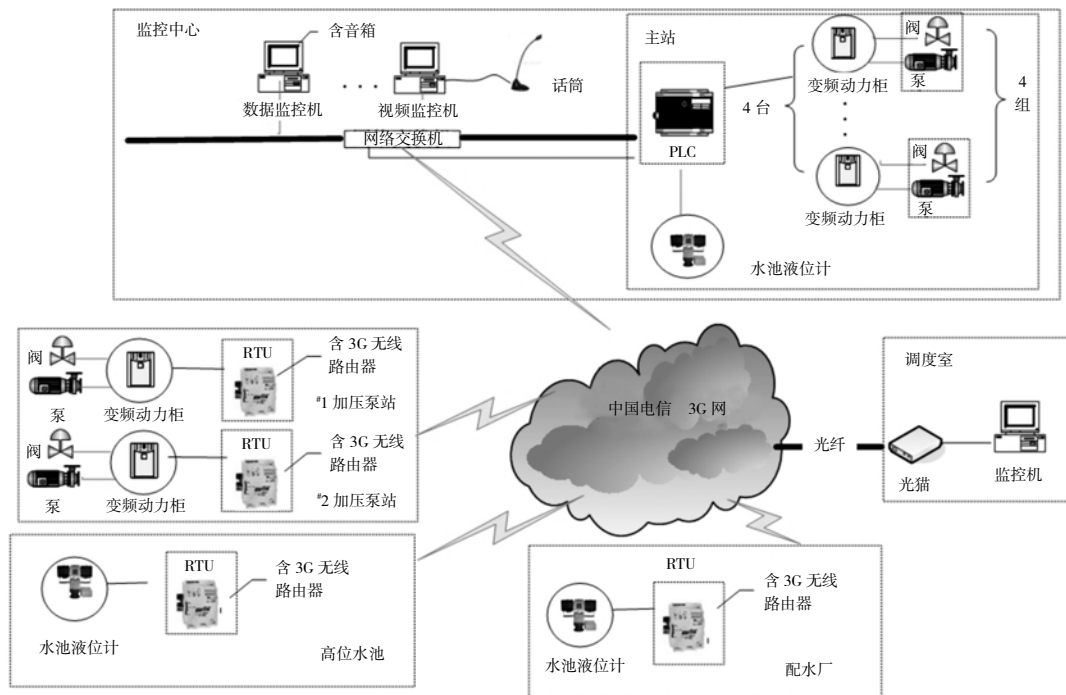 监控中心
含音箱
数据监控机
视频监控机
话筒
网络交换机
主站
PLC
4 台
变频动力柜
阀
泵
变频动力柜
阀
泵
4
组
水池液位计
阀
泵
变频动力柜
RTU
含 3G 无线
路由器
#1 加压泵站
阀
泵
变频动力柜
RTU
含 3G 无线
路由器
#2 加压泵站
中国电信 3G 网
光纤
调度室
光猫
监控机
水池液位计
RTU
含 3G 无线
路由器
高位水池
水池液位计
RTU
含 3G 无线
路由器
配水厂